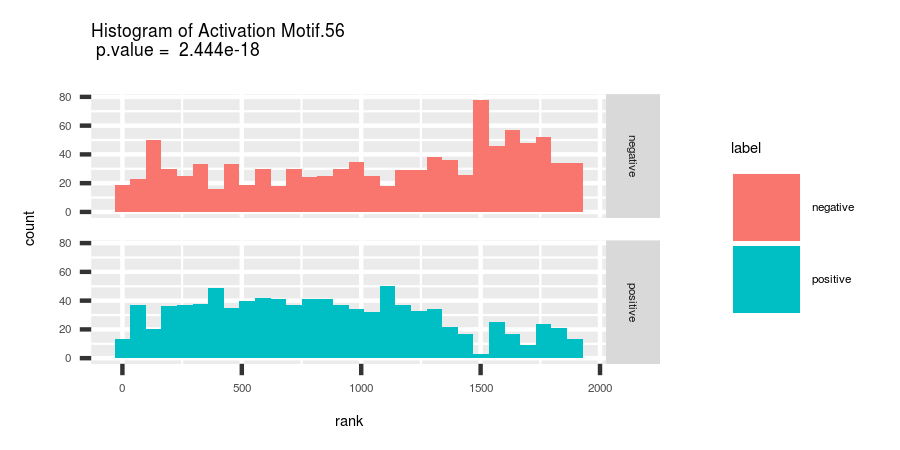 Histogram of Activation Motif.56
p.value = 2.444e-18
count
80
60
40
20
0
negative
80
60
40
20
0
positive
0 500 1000 1500 2000
rank
label
negative
positive